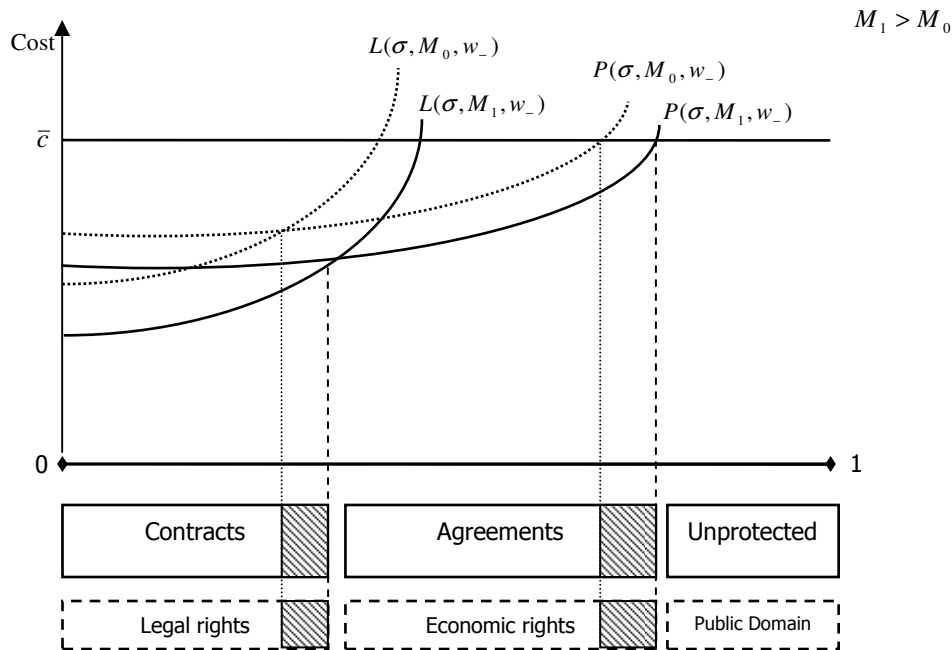 M₁ > M₀
Cost
L(σ, M₀, w₋)
P(σ, M₀, w₋)
L(σ, M₁, w₋)
P(σ, M₁, w₋)
c̄
0
1
Contracts
Agreements
Unprotected
Legal rights
Economic rights
Public Domain